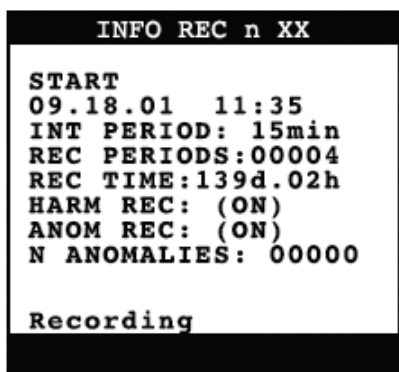 INFO REC n XX
START
09.18.01 11:35
INT PERIOD: 15min
REC PERIODS:00004
REC TIME:139d.02h
HARM REC: (ON)
ANOM REC: (ON)
N ANOMALIES: 00000
Recording